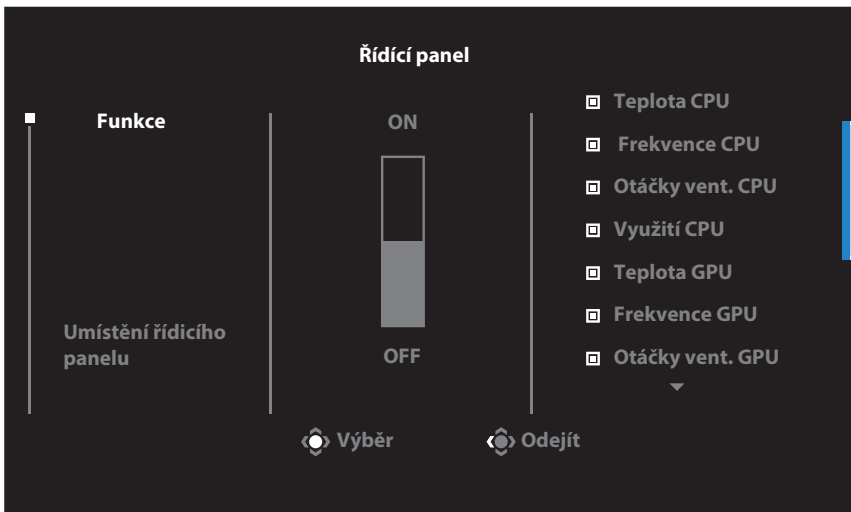 Řídící panel
Funkce
Umístění řídicího
panelu
ON
OFF
Teplota CPU
Frekvence CPU
Otáčky vent. CPU
Využití CPU
Teplota GPU
Frekvence GPU
Otáčky vent. GPU
Výběr
Odejít